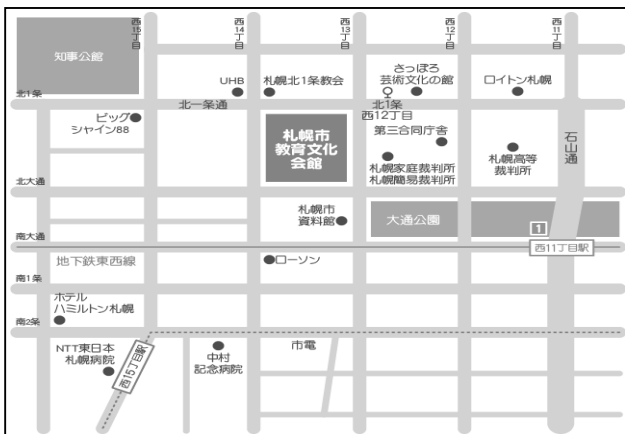 西15丁目
西14丁目
西13丁目
西12丁目
西11丁目
知事公館
UHB
札幌北1条教会
さっぽろ
芸術文化の館
ロイトン札幌
北1条
北一条通
北1条
西12丁目
ビッグ
シャイン88
札幌市
教育文化
会館
第三合同庁舎
札幌家庭裁判所
札幌簡易裁判所
札幌高等
裁判所
石山通
北大通
札幌市
資料館
大通公園
1
南大通
西11丁目駅
地下鉄東西線
ローソン
南1条
ホテル
ハミルトン札幌
南2条
NTT東日本
札幌病院
西15丁目駅
中村
記念病院
市電